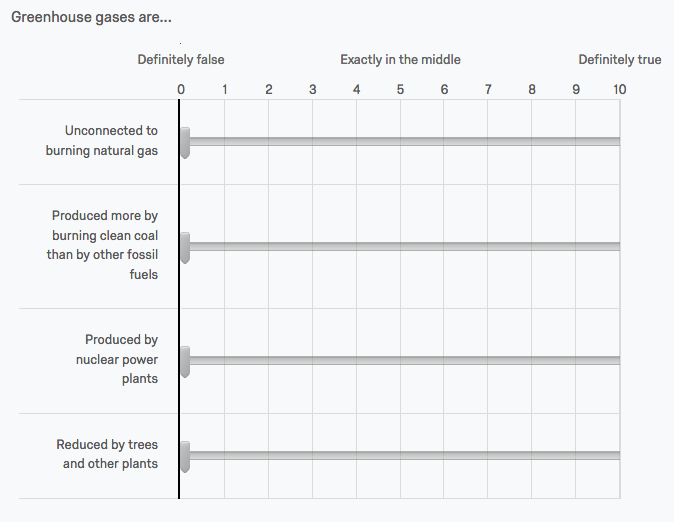 Greenhouse gases are...
Definitely false Exactly in the middle Definitely true
0 1 2 3 4 5 6 7 8 9 10
Unconnected to
burning natural gas
Produced more by
burning clean coal
than by other fossil
fuels
Produced by
nuclear power
plants
Reduced by trees
and other plants